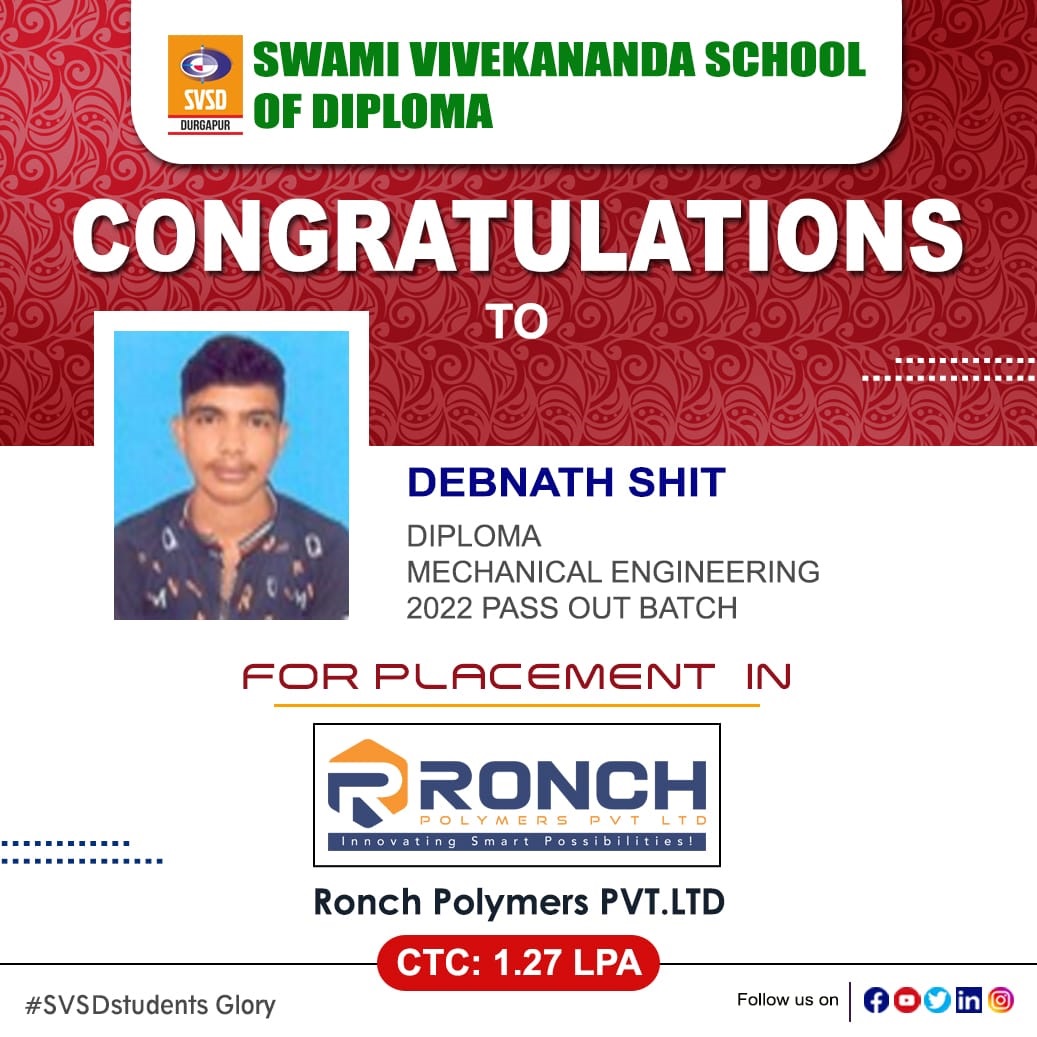 SVSD
DURGAPUR
SWAMI VIVEKANANDA SCHOOL
OF DIPLOMA
CONGRATULATIONS
TO
DEBNATH SHIT
DIPLOMA
MECHANICAL ENGINEERING
2022 PASS OUT BATCH
FOR PLACEMENT IN
RONCH
POLYMERS PVT LTD
Innovating Smart Possibilities!
Ronch Polymers PVT.LTD
CTC: 1.27 LPA
#SVSDstudents Glory
Follow us on